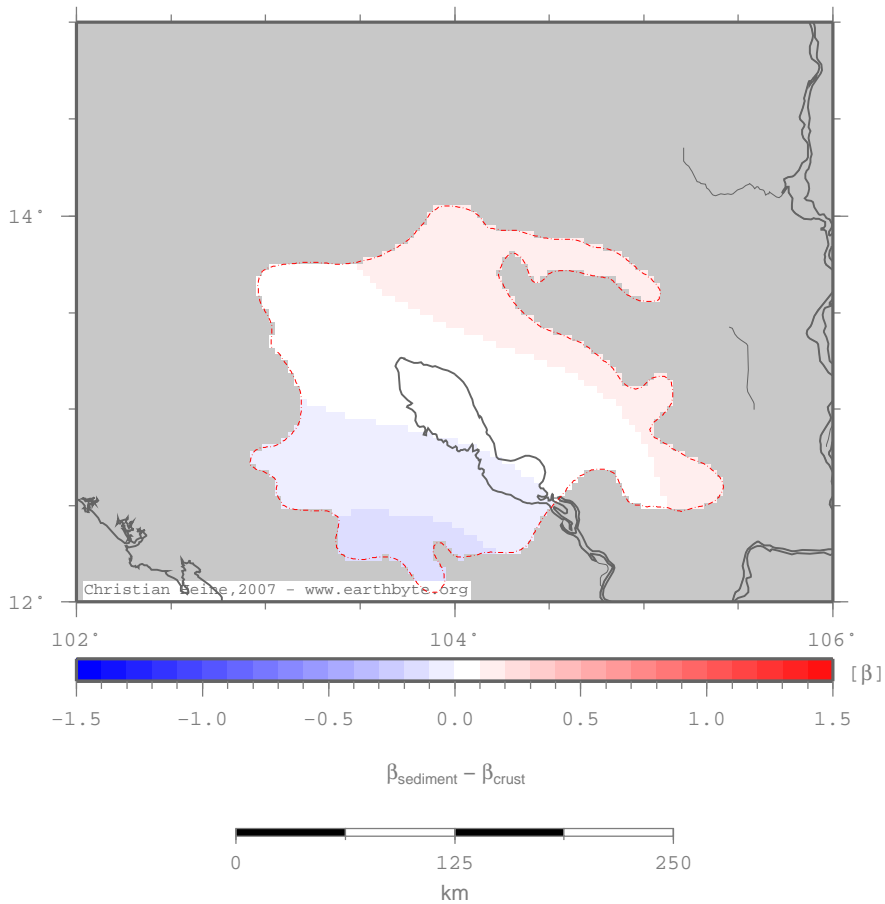 14°
12°
Christian Heine,2007 - www.earthbyte.org
102° 104° 106°
[β]
-1.5 -1.0 -0.5 0.0 0.5 1.0 1.5
βsediment - βcrust
0 125 250
km